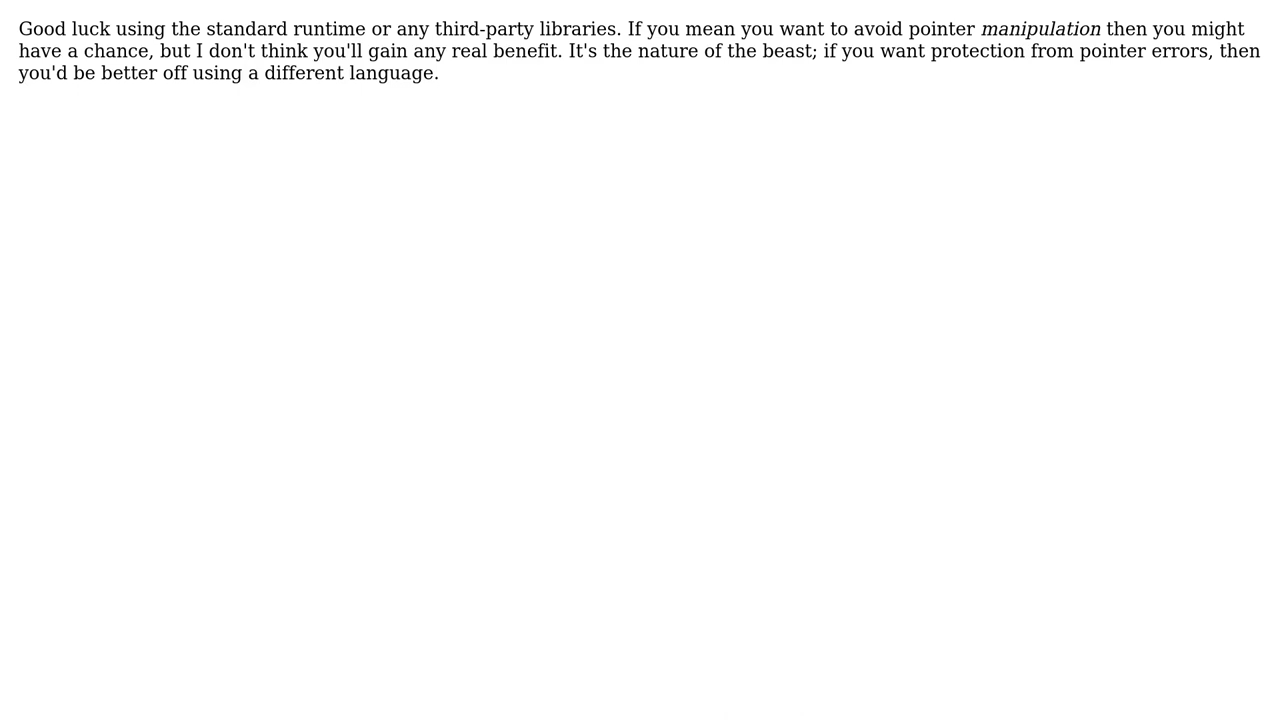 Good luck using the standard runtime or any third-party libraries. If you mean you want to avoid pointer manipulation then you might
have a chance, but I don't think you'll gain any real benefit. It's the nature of the beast; if you want protection from pointer errors, then
you'd be better off using a different language.